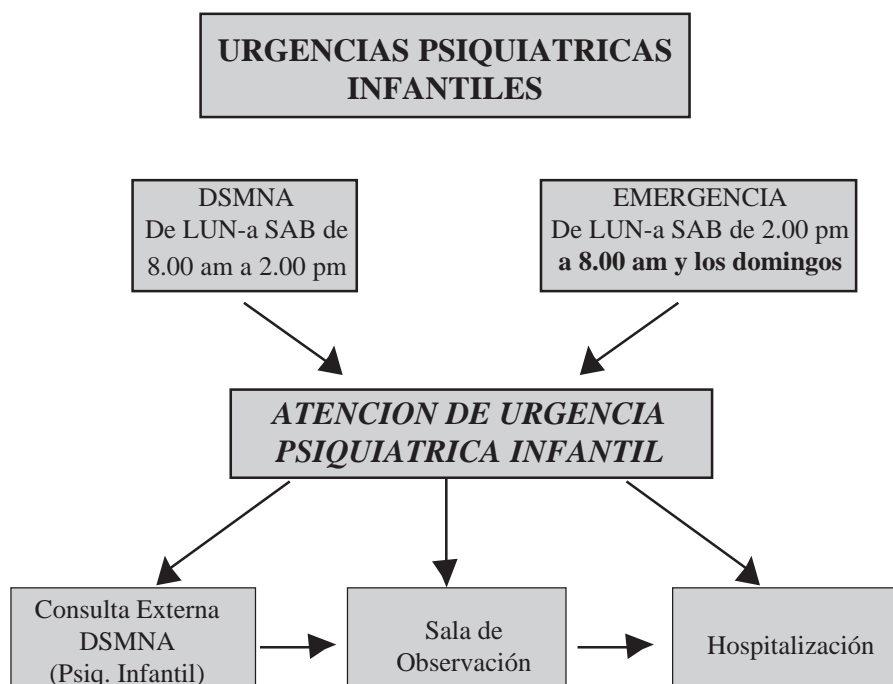 URGENCIAS PSIQUIATRICAS
INFANTILES
DSMNA
De LUN-a SAB de
8.00 am a 2.00 pm
EMERGENCIA
De LUN-a SAB de 2.00 pm
a 8.00 am y los domingos
ATENCION DE URGENCIA
PSIQUIATRICA INFANTIL
Consulta Externa
DSMNA
(Psiq. Infantil)
Sala de
Observación
Hospitalización